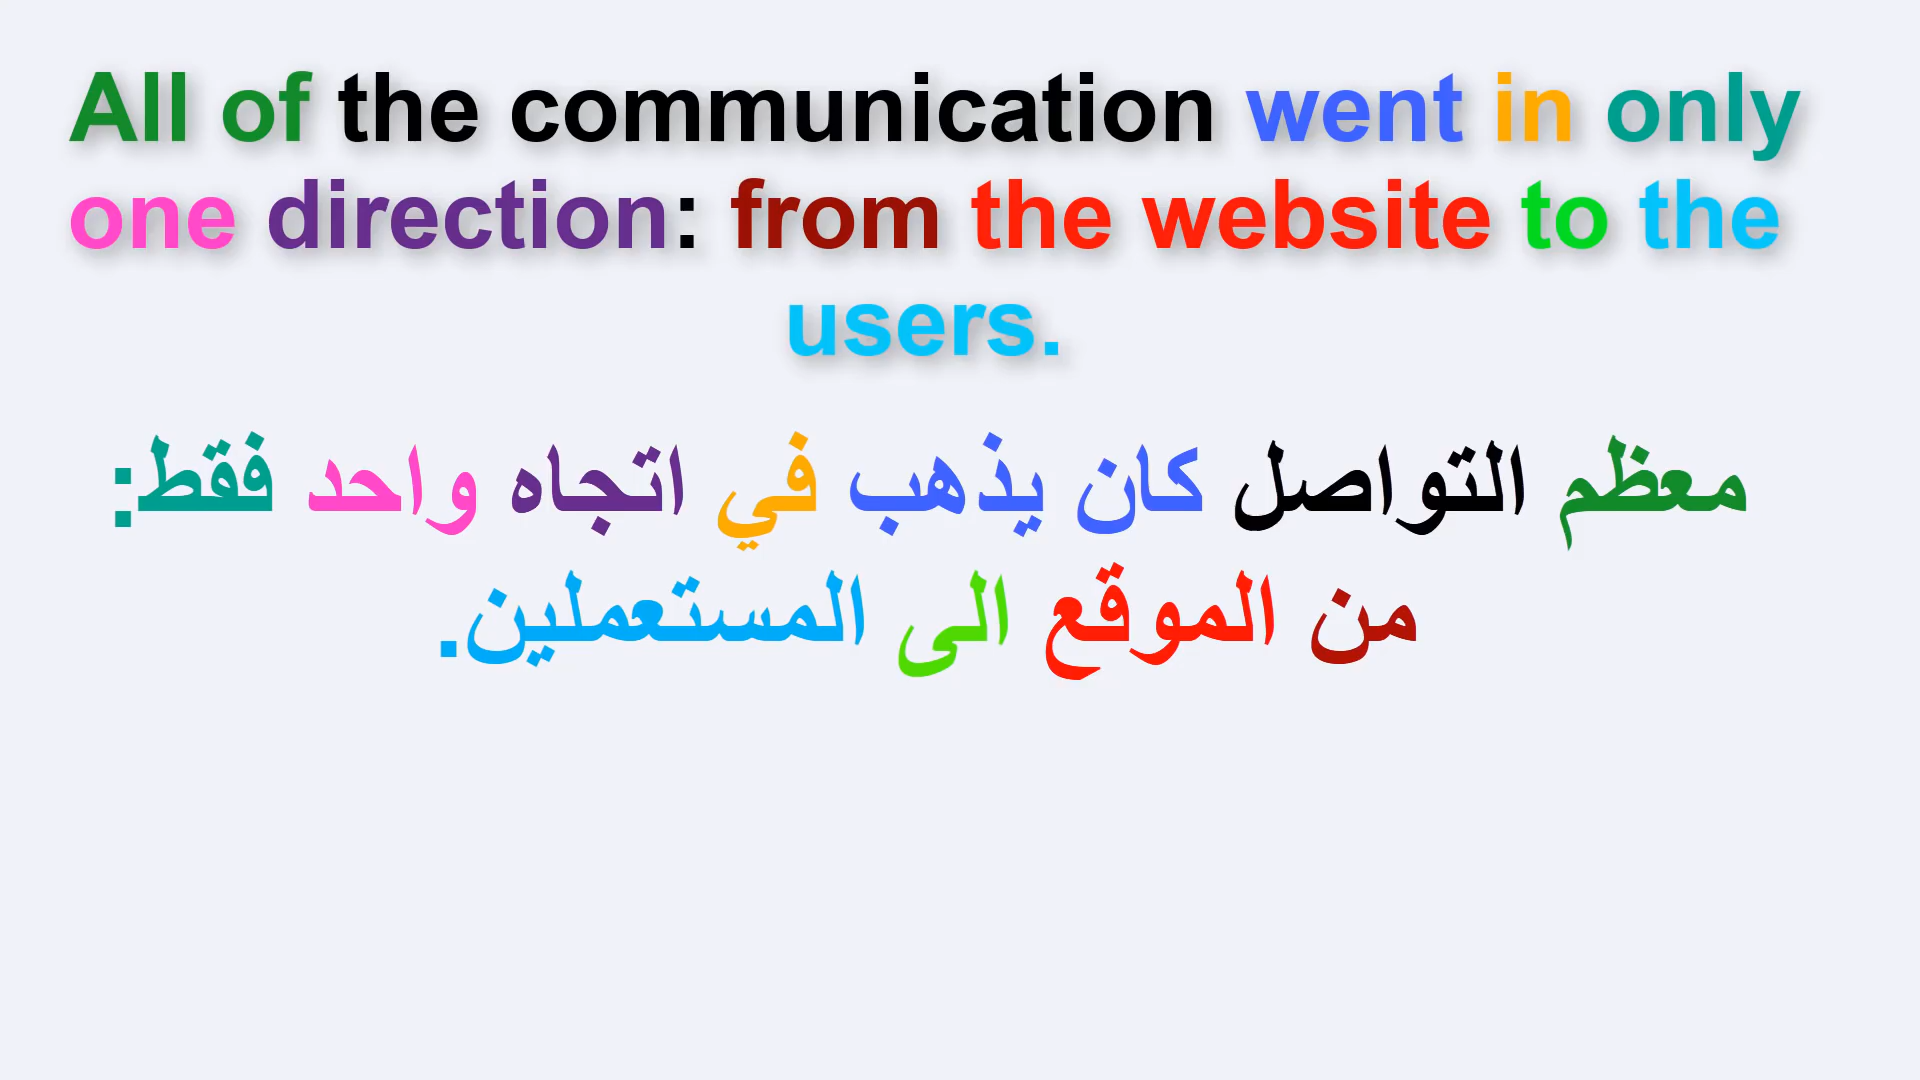 All of the communication went in only
one direction: from the website to the
users.
معظم التواصل كان يذهب في اتجاه واحد فقط:
من الموقع الى المستعملين.